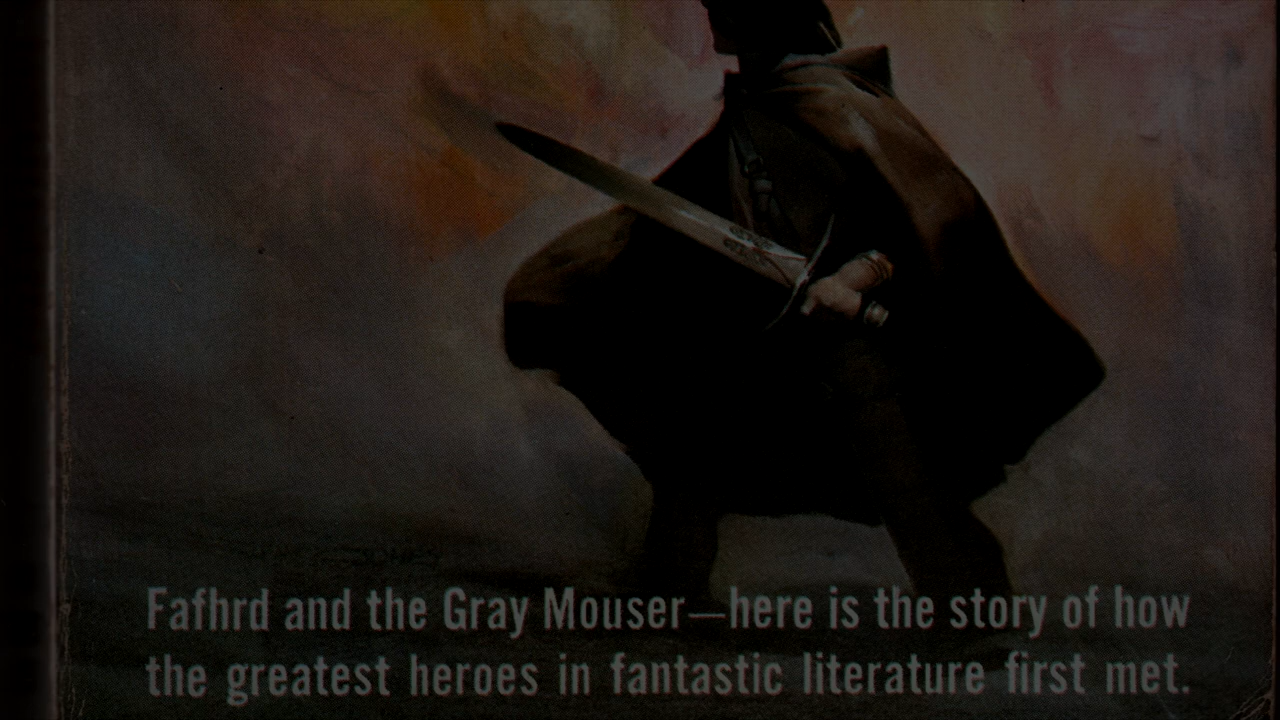 Fafhrd and the Gray Mouser—here is the story of how
the greatest heroes in fantastic literature first met.